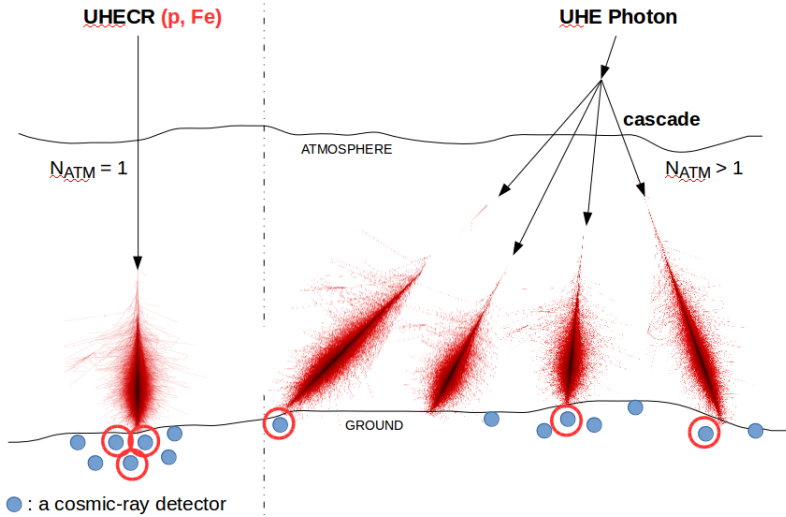 UHECR (p, Fe)
UHE Photon
cascade
ATMOSPHERE
NATM = 1
NATM > 1
GROUND
: a cosmic-ray detector